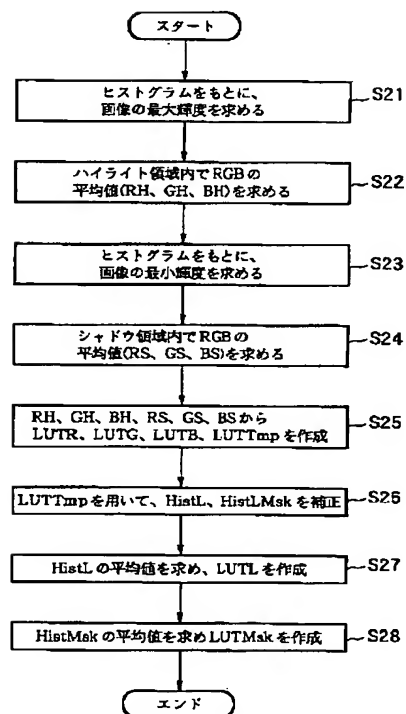 スタート
ヒストグラムをもとに、
画像の最大輝度を求める
S21
ハイライト領域内でRGBの
平均値(RH、GH、BH)を求める
S22
ヒストグラムをもとに、
画像の最小輝度を求める
S23
シャドウ領域内でRGBの
平均値(RS、GS、BS)を求める
S24
RH、GH、BH、RS、GS、BSから
LUTR、LUTG、LUTB、LUTTmpを作成
S25
LUTTmpを用いて、HistL、HistLMskを補正
S26
HistLの平均値を求め、LUTLを作成
S27
HistMskの平均値を求めLUTMskを作成
S28
エンド